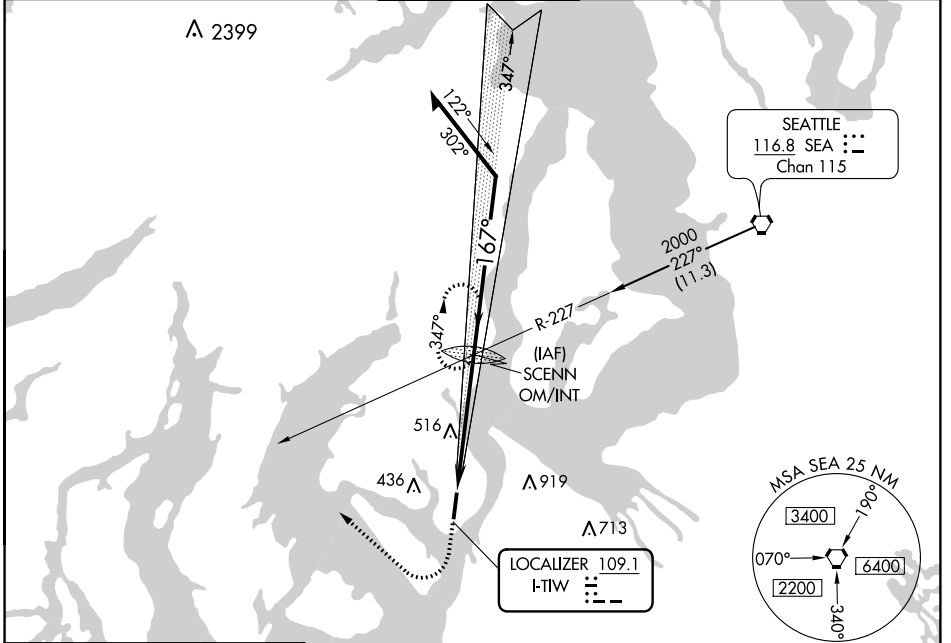 2399
347°
122°
302°
SEATTLE
116.8 SEA
Chan 115
167°
2000
227°
(11.3)
R-227
347°
(IAF)
SCENN
OM/INT
516
436
919
713
LOCALIZER 109.1
I-TIW
MSA SEA 25 NM
3400
190°
070°
6400
2200
340°